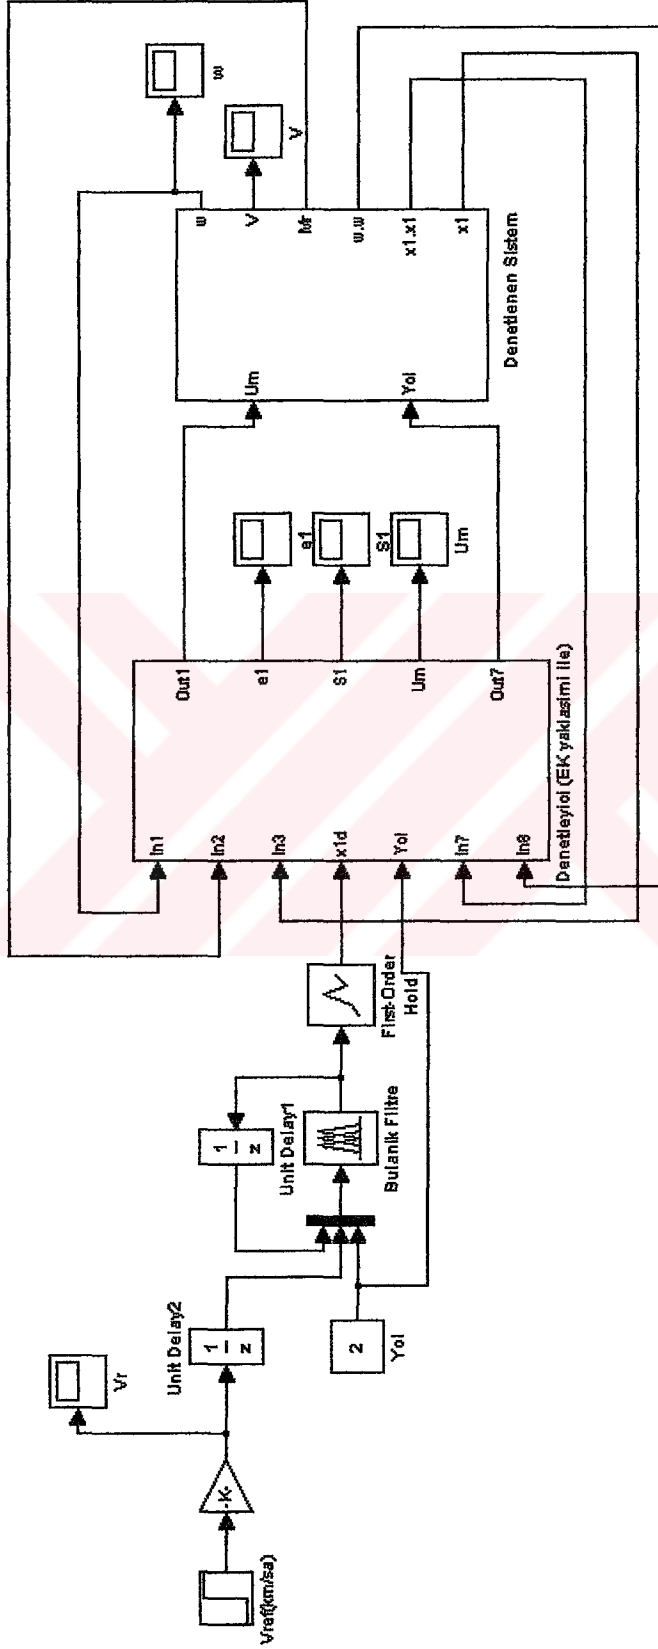 Vref(km/sa)
-K-
Vr
Unit Delay2
1
z
2
Yol
Unit Delay1
1
z
Bulanik Filtre
First-Order
Hold
In1
In2
In3
x1d
Yol
In7
In8
Out1
e1
S1
Um
Out7
Denetleyici (EK yaklasimi ile)
e1
S1
Um
Um
Yol
w
V
Mr
w.w
x1.x1
x1
Denetlenen Sistem
w
V